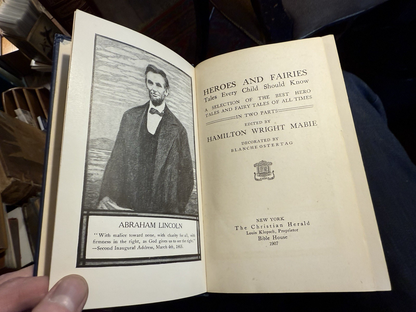 ABRAHAM LINCOLN
"With malice toward none, with charity for all, with
firmness in the right, as God gives us to see the right."
—Second Inaugural Address, March 4th, 1865
HEROES AND FAIRIES
Tales Every Child Should Know
A SELECTION OF THE BEST HERO
TALES AND FAIRY TALES OF ALL TIMES
IN TWO PARTS
EDITED BY
HAMILTON WRIGHT MABIE
DECORATED BY
BLANCHE OSTERTAG
NEW YORK
The Christian Herald
Louis Klopsch, Proprietor
Bible House
1907